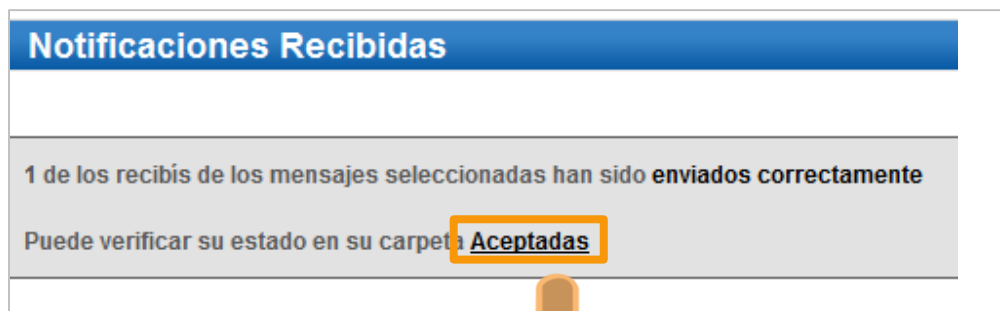 Notificaciones Recibidas
1 de los recibís de los mensajes seleccionadas han sido enviados correctamente
Puede verificar su estado en su carpeta Aceptadas